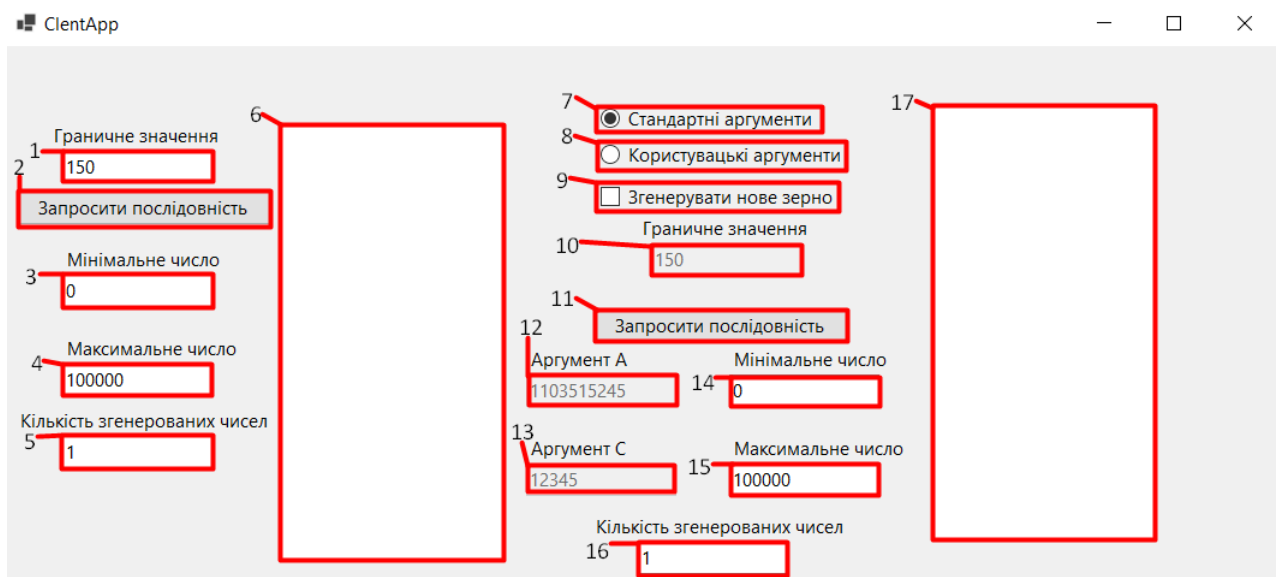 ClentApp
6
7
17
Стандартні аргументи
Граничне значення
8
1
150
Користувацькі аргументи
2
9
Запросити послідовність
Згенерувати нове зерно
Граничне значення
10
150
Мінімальне число
3
0
11
Запросити послідовність
12
Максимальне число
4
100000
Аргумент А
Мінімальне число
1103515245
14
0
Кількість згенерованих чисел
5
1
13
Аргумент С
Максимальне число
12345
15
100000
Кількість згенерованих чисел
16
1